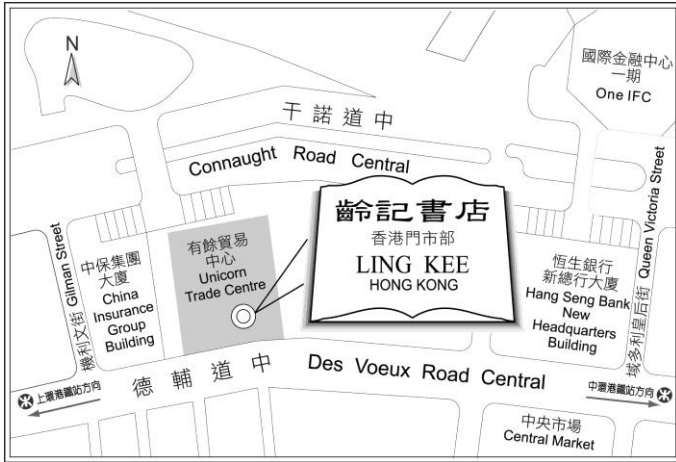 N
國際金融中心
一期
One IFC
干諾道中
Connaught Road Central
機利文街 Gilman Street
中保集團
大廈
China
Insurance
Group
Building
有餘貿易
中心
Unicorn
Trade Centre
齡記書店
香港門市部
LING KEE
HONG KONG
恆生銀行
新總行大廈
Hang Seng Bank
New
Headquarters
Building
域多利皇后街 Queen Victoria Street
德輔道中 Des Voeux Road Central
上環港鐵站方向
中環港鐵站方向
中央市場
Central Market